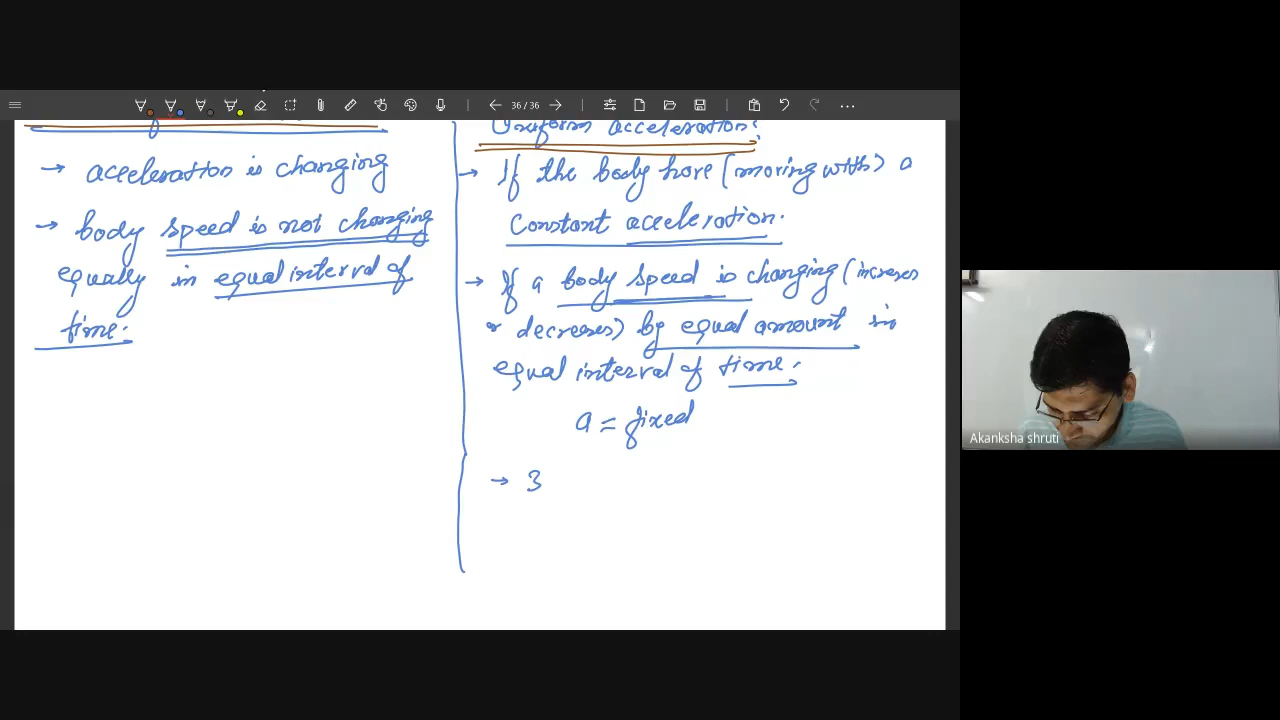 36/36
Uniform acceleration:
→ acceleration is changing
→ body speed is not changing
equally in equal interval of
time.
→ If the body have (moving with) a
constant acceleration.
→ If a body speed is changing (increses
or decreeses) by equal amount in
equal interval of time.
a = fixed
→ 3
Akanksha shruti